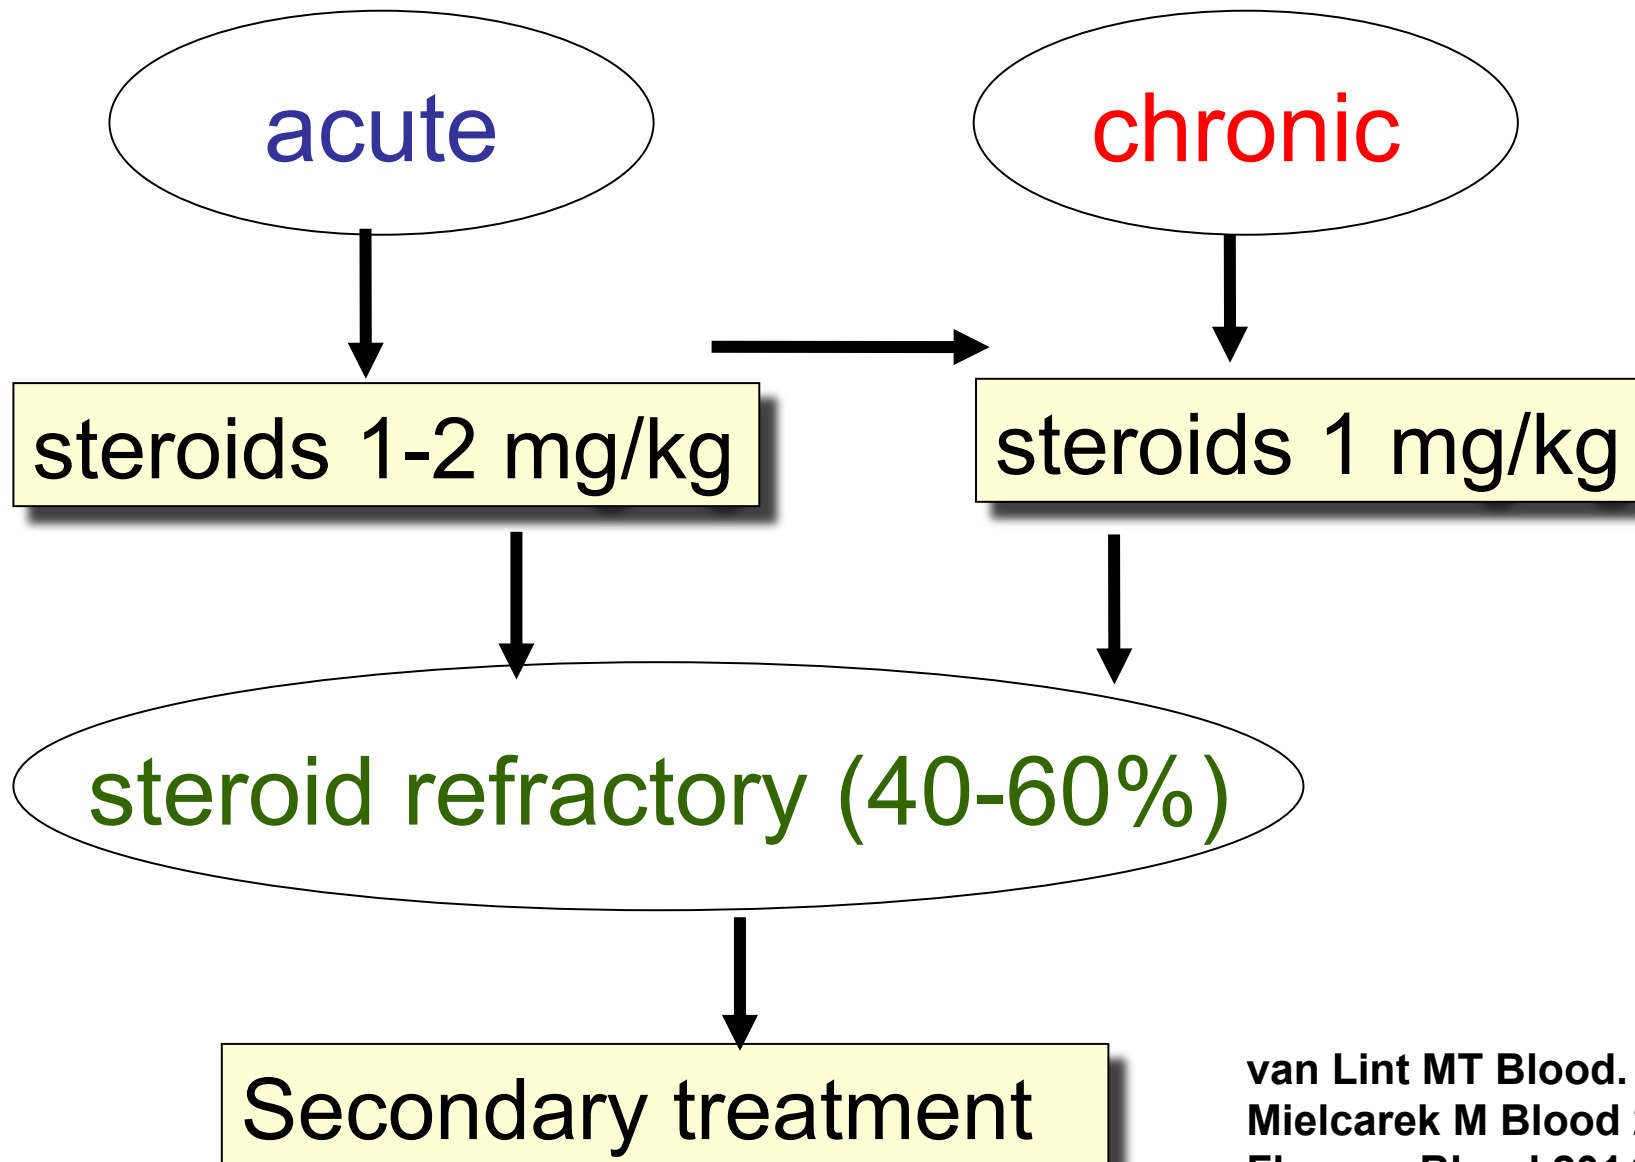 acute
chronic
steroids 1-2 mg/kg
steroids 1 mg/kg
steroid refractory (40-60%)
Secondary treatment
van Lint MT Blood.
Mielcarek M Blood
Blood